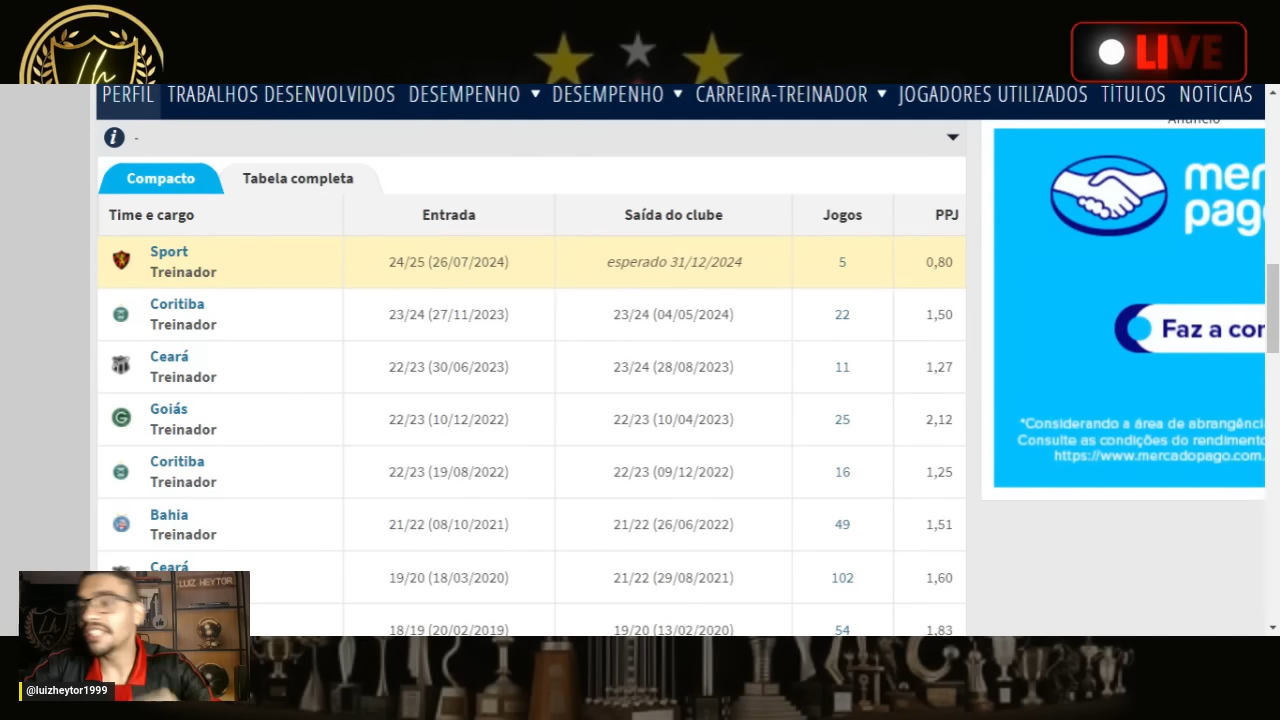 Lh
LIVE
PERFIL TRABALHOS DESENVOLVIDOS DESEMPENHO DESEMPENHO CARREIRA-TREINADOR JOGADORES UTILIZADOS TÍTULOS NOTÍCIAS
i -
Anúncio
Compacto Tabela completa
Time e cargo Entrada Saída do clube Jogos PPJ
Sport
Treinador 24/25 (26/07/2024) esperado 31/12/2024 5 0,80
Coritiba
Treinador 23/24 (27/11/2023) 23/24 (04/05/2024) 22 1,50
Ceará
Treinador 22/23 (30/06/2023) 23/24 (28/08/2023) 11 1,27
Goiás
Treinador 22/23 (10/12/2022) 22/23 (10/04/2023) 25 2,12
Coritiba
Treinador 22/23 (19/08/2022) 22/23 (09/12/2022) 16 1,25
Bahia
Treinador 21/22 (08/10/2021) 21/22 (26/06/2022) 49 1,51
Ceará
19/20 (18/03/2020) 21/22 (29/08/2021) 102 1,60
18/19 (20/02/2019) 19/20 (13/02/2020) 54 1,83
mer
pago
Faz a con
*Considerando a área de abrangênci
Consulte as condições do rendimento
https://www.mercadopago.com.
LUIZ HEYTOR
@luizheytor1999